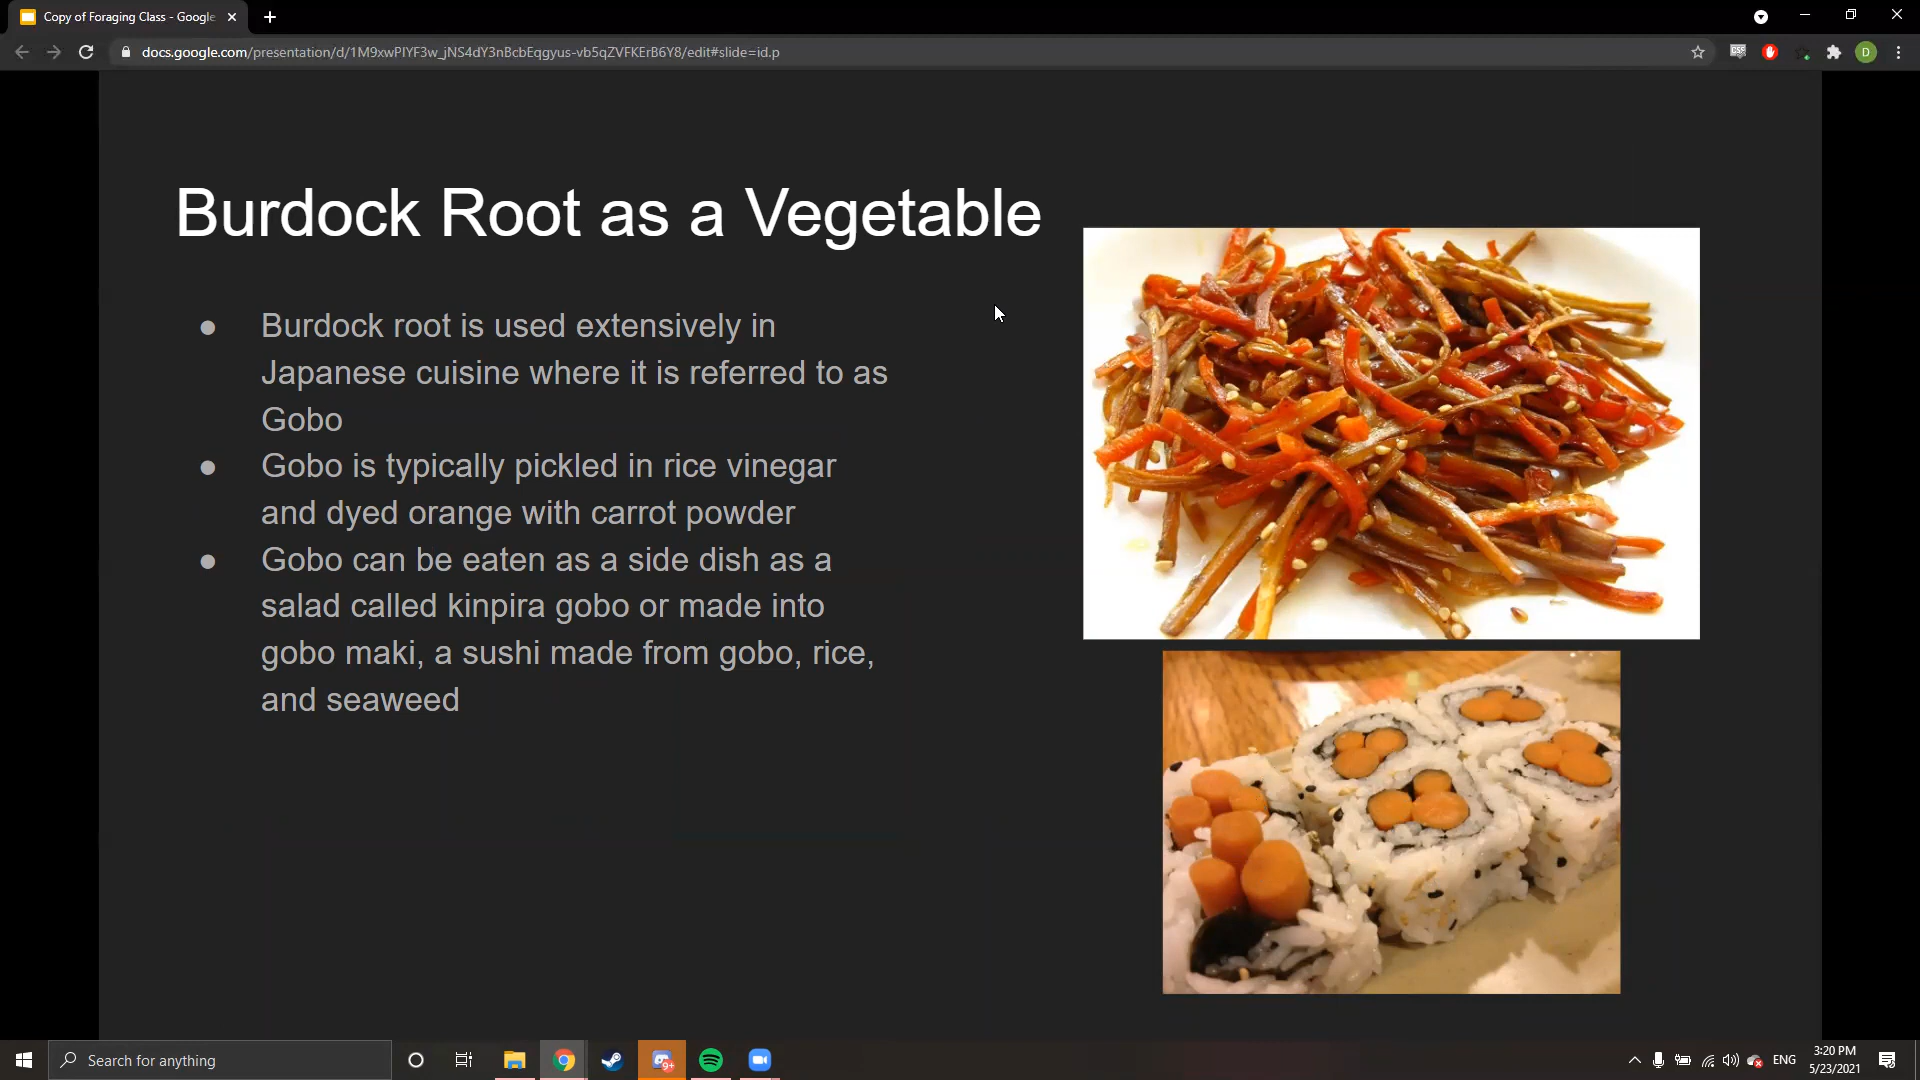 Copy of Foraging Class - Google
docs.google.com/presentation/d/1M9xwPIYF3w_jNS4dY3nBcbEqgyus-vb5qZVFKErB6Y8/edit#slide=id.p
D
Burdock Root as a Vegetable
● Burdock root is used extensively in
Japanese cuisine where it is referred to as
Gobo
● Gobo is typically pickled in rice vinegar
and dyed orange with carrot powder
● Gobo can be eaten as a side dish as a
salad called kinpira gobo or made into
gobo maki, a sushi made from gobo, rice,
and seaweed
Search for anything
9+
ENG
3:20 PM
5/23/2021